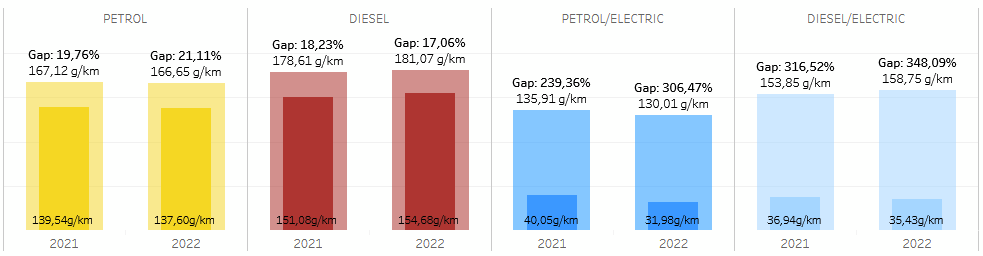 PETROL
DIESEL
PETROL/ELECTRIC
DIESEL/ELECTRIC
Gap: 19,76%
167,12 g/km
139,54g/km
2021
Gap: 21,11%
166,65 g/km
137,60g/km
2022
Gap: 18,23%
178,61 g/km
151,08g/km
2021
Gap: 17,06%
181,07 g/km
154,68g/km
2022
Gap: 239,36%
135,91 g/km
40,05g/km
2021
Gap: 306,47%
130,01 g/km
31,98g/km
2022
Gap: 316,52%
153,85 g/km
36,94g/km
2021
Gap: 348,09%
158,75 g/km
35,43g/km
2022